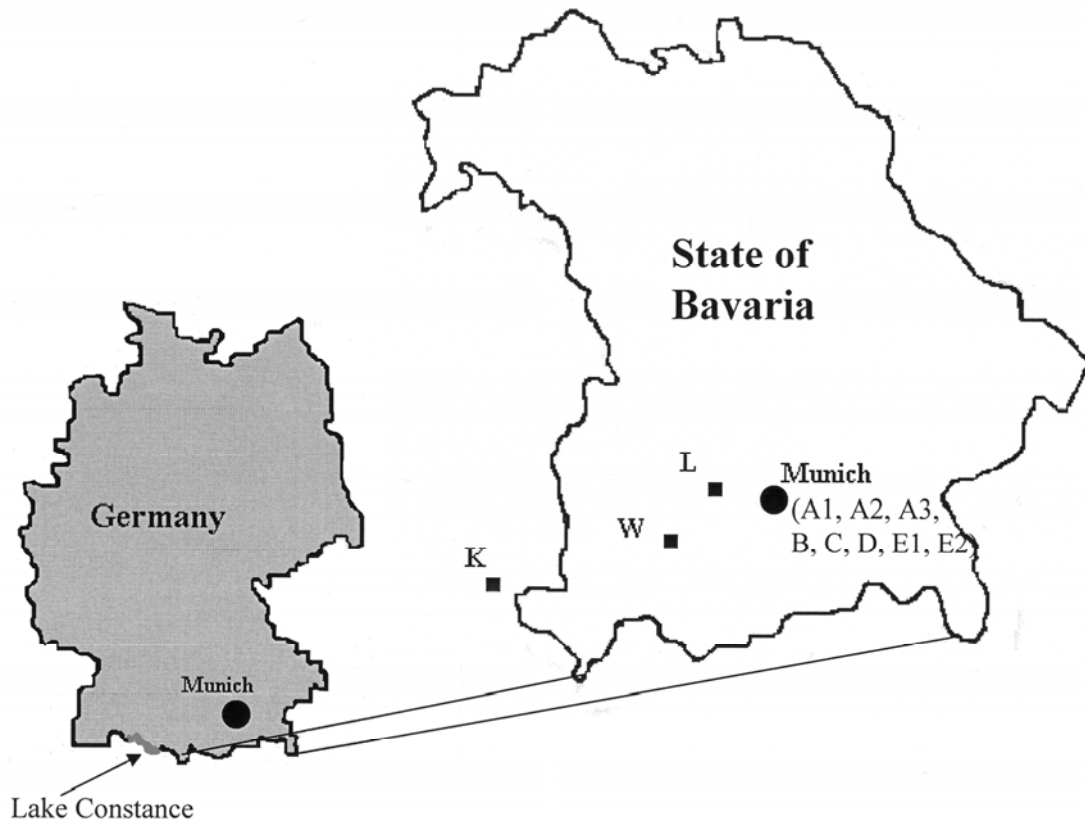 State of
Bavaria
L
Munich
(A1, A2, A3,
B, C, D, E1, E2)
W
K
Germany
Munich
Lake Constance